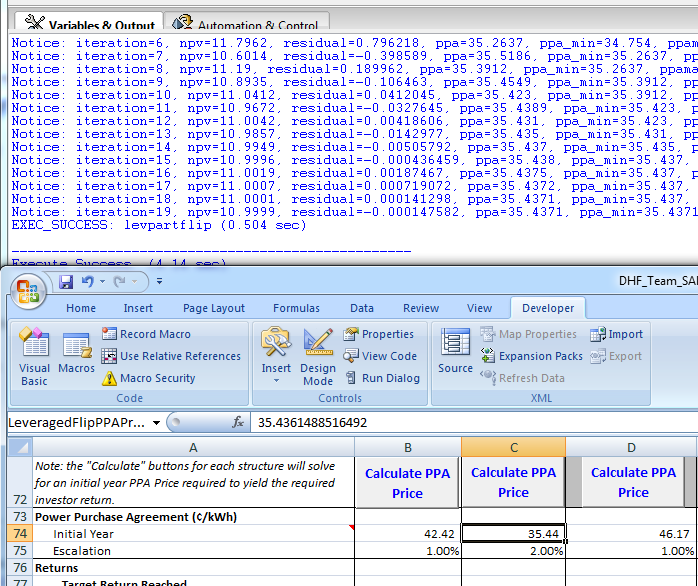 Variables & Output
Automation & Control
Notice: iteration=6, npv=11.7962, residual=0.796218, ppa=35.2637, ppa_min=34.754, ppam
Notice: iteration=7, npv=10.6014, residual=-0.398589, ppa=35.5186, ppa_min=35.2637, pp
Notice: iteration=8, npv=11.19, residual=0.189962, ppa=35.3912, ppa_min=35.2637, ppama
Notice: iteration=9, npv=10.8935, residual=-0.106463, ppa=35.4549, ppa_min=35.3912, pp
Notice: iteration=10, npv=11.0412, residual=0.0412045, ppa=35.423, ppa_min=35.3912, pp
Notice: iteration=11, npv=10.9672, residual=-0.0327645, ppa=35.4389, ppa_min=35.423, p
Notice: iteration=12, npv=11.0042, residual=0.00418606, ppa=35.431, ppa_min=35.423, pp
Notice: iteration=13, npv=10.9857, residual=-0.0142977, ppa=35.435, ppa_min=35.431, pp
Notice: iteration=14, npv=10.9949, residual=-0.00505792, ppa=35.437, ppa_min=35.435, p
Notice: iteration=15, npv=10.9996, residual=-0.000436459, ppa=35.438, ppa_min=35.437,
Notice: iteration=16, npv=11.0019, residual=0.00187467, ppa=35.4375, ppa_min=35.437, p
Notice: iteration=17, npv=11.0007, residual=0.000719072, ppa=35.4372, ppa_min=35.437,
Notice: iteration=18, npv=11.0001, residual=0.000141298, ppa=35.4371, ppa_min=35.437,
Notice: iteration=19, npv=10.9999, residual=-0.000147582, ppa=35.4371, ppa_min=35.4371
EXEC_SUCCESS: levpartflip (0.504 sec)
Execute Success (4.14 sec)
DHF_Team_SA
Home Insert Page Layout Formulas Data Review View Developer
Visual Basic
Macros
Record Macro
Use Relative References
Macro Security
Code
Insert
Design Mode
Properties
View Code
Run Dialog
Controls
Source
Map Properties
Expansion Packs
Refresh Data
Import
Export
XML
LeveragedFlipPPAPr... fx 35.4361488516492
A B C D
72 Note: the "Calculate" buttons for each structure will solve
for an initial year PPA Price required to yield the required
investor return.
Calculate PPA Price
Calculate PPA Price
Calculate PPA Price
73 Power Purchase Agreement (¢/kWh)
74 Initial Year 42.42 35.44 46.17
75 Escalation 1.00% 2.00% 1.00%
76 Returns
77 Target Return Reached